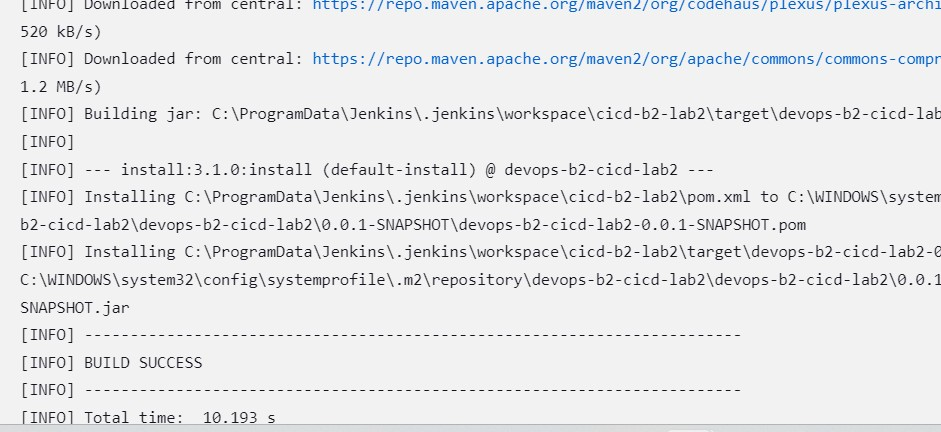 [INFO] Downloaded from central: https://repo.maven.apache.org/maven2/org/codehaus/plexus/plexus-archi
520 kB/s)
[INFO] Downloaded from central: https://repo.maven.apache.org/maven2/org/apache/commons/commons-compr
1.2 MB/s)
[INFO] Building jar: C:\ProgramData\Jenkins\.jenkins\workspace\cicd-b2-lab2\target\devops-b2-cicd-lab
[INFO]
[INFO] --- install:3.1.0:install (default-install) @ devops-b2-cicd-lab2 ---
[INFO] Installing C:\ProgramData\Jenkins\.jenkins\workspace\cicd-b2-lab2\pom.xml to C:\WINDOWS\system
b2-cicd-lab2\devops-b2-cicd-lab2\0.0.1-SNAPSHOT\devops-b2-cicd-lab2-0.0.1-SNAPSHOT.pom
[INFO] Installing C:\ProgramData\Jenkins\.jenkins\workspace\cicd-b2-lab2\target\devops-b2-cicd-lab2-0
C:\WINDOWS\system32\config\systemprofile\.m2\repository\devops-b2-cicd-lab2\devops-b2-cicd-lab2\0.0.1
SNAPSHOT.jar
[INFO] ------------------------------------------------------------------------
[INFO] BUILD SUCCESS
[INFO] ------------------------------------------------------------------------
[INFO] Total time:  10.193 s